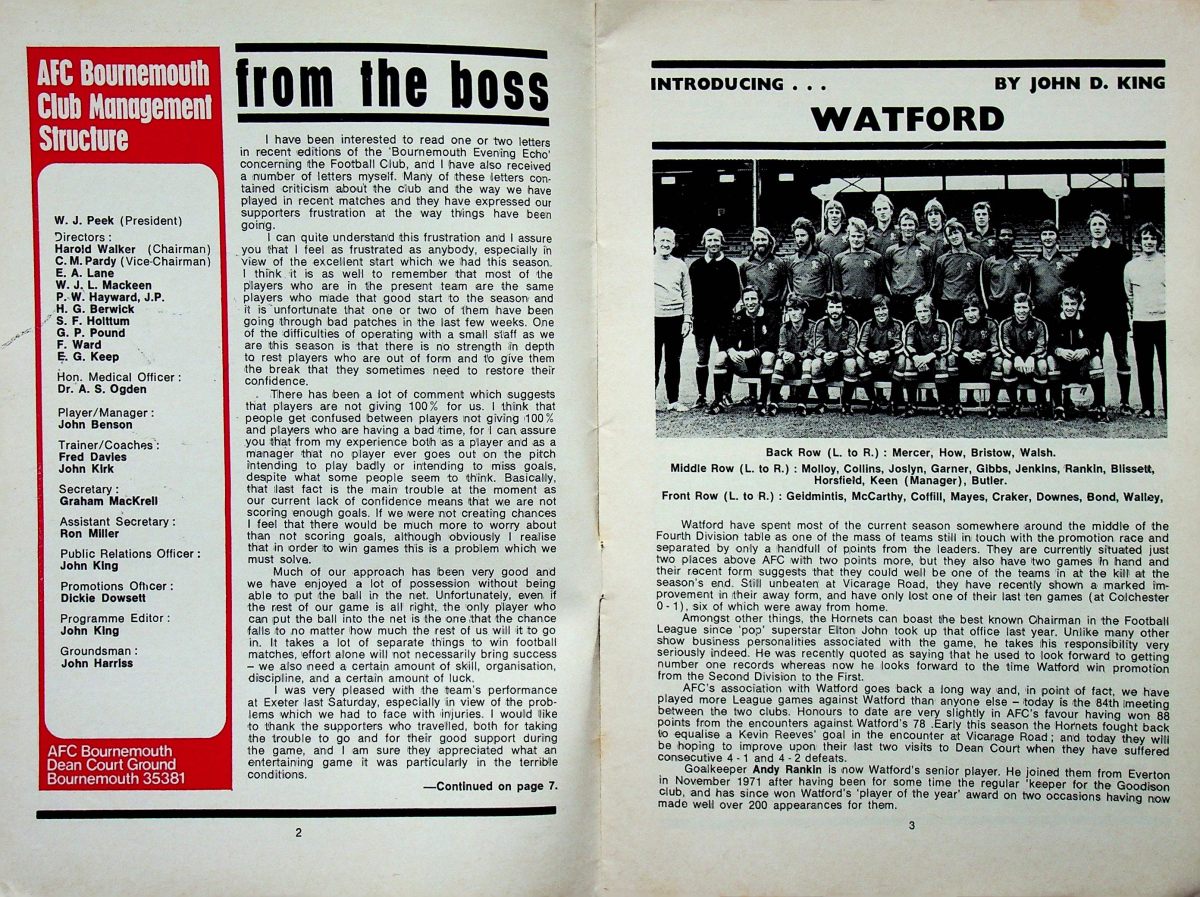 AFC Bournemouth
Club Management
Structure
W. J. Peek (President)
Directors :
Harold Walker (Chairman)
C. M. Pardy (Vice-Chairman)
E. A. Lane
W. J. L. Mackeen
P. W. Hayward, J.P.
H. G. Berwick
S. F. Holttum
G. P. Pound
F. Ward
E. G. Keep
Hon. Medical Officer :
Dr. A. S. Ogden
Player/Manager :
John Benson
Trainer/Coaches :
Fred Davies
John Kirk
Secretary :
Graham MacKrell
Assistant Secretary :
Ron Miller
Public Relations Officer :
John King
Promotions Officer :
Dickie Dowsett
Programme Editor :
John King
Groundsman :
John Harriss
AFC Bournemouth
Dean Court Ground
Bournemouth 35381
from the boss
I have been interested to read one or two letters
in recent editions of the 'Bournemouth Evening Echo'
concerning the Football Club, and I have also received
a number of letters myself. Many of these letters con-
tained criticism about the club and the way we have
played in recent matches and they have expressed our
supporters frustration at the way things have been
going.
I can quite understand this frustration and I assure
you that I feel as frustrated as anybody, especially in
view of the excellent start which we had this season.
I think it is as well to remember that most of the
players who are in the present team are the same
players who made that good start to the season and
it is unfortunate that one or two of them have been
going through bad patches in the last few weeks. One
of the difficulties of operating with a small staff as we
are this season is that there is no strength in depth
to rest players who are out of form and to give them
the break that they sometimes need to restore their
confidence.
There has been a lot of comment which suggests
that players are not giving 100% for us. I think that
people get confused between players not giving 100%
and players who are having a bad time, for I can assure
you that from my experience both as a player and as a
manager that no player ever goes out on the pitch
intending to play badly or intending to miss goals,
despite what some people seem to think. Basically,
that last fact is the main trouble at the moment as
our current lack of confidence means that we are not
scoring enough goals. If we were not creating chances
I feel that there would be much more to worry about
than not scoring goals, although obviously I realise
that in order to win games this is a problem which we
must solve.
Much of our approach has been very good and
we have enjoyed a lot of possession without being
able to put the ball in the net. Unfortunately, even if
the rest of our game is all right, the only player who
can put the ball into the net is the one that the chance
falls to no matter how much the rest of us will it to go
in. It takes a lot of separate things to win football
matches, effort alone will not necessarily bring success
– we also need a certain amount of skill, organisation,
discipline, and a certain amount of luck.
I was very pleased with the team's performance
at Exeter last Saturday, especially in view of the prob-
lems which we had to face with injuries. I would like
to thank the supporters who travelled, both for taking
the trouble to go and for their good support during
the game, and I am sure they appreciated what an
entertaining game it was particularly in the terrible
conditions.
—Continued on page 7.
2
INTRODUCING . . . BY JOHN D. KING
WATFORD
Back Row (L. to R.) : Mercer, How, Bristow, Walsh.
Middle Row (L. to R.) : Molloy, Collins, Joslyn, Garner, Gibbs, Jenkins, Rankin, Blissett,
Horsfield, Keen (Manager), Butler.
Front Row (L. to R.) : Geidmintis, McCarthy, Coffill, Mayes, Craker, Downes, Bond, Walley,
Watford have spent most of the current season somewhere around the middle of the
Fourth Division table as one of the mass of teams still in touch with the promotion race and
separated by only a handfull of points from the leaders. They are currently situated just
two places above AFC with two points more, but they also have two games in hand and
their recent form suggests that they could well be one of the teams in at the kill at the
season's end. Still unbeaten at Vicarage Road, they have recently shown a marked im-
provement in their away form, and have only lost one of their last ten games (at Colchester
0 - 1), six of which were away from home.
Amongst other things, the Hornets can boast the best known Chairman in the Football
League since 'pop' superstar Elton John took up that office last year. Unlike many other
show business personalities associated with the game, he takes his responsibility very
seriously indeed. He was recently quoted as saying that he used to look forward to getting
number one records whereas now he looks forward to the time Watford win promotion
from the Second Division to the First.
AFC's association with Watford goes back a long way and, in point of fact, we have
played more League games against Watford than anyone else – today is the 84th meeting
between the two clubs. Honours to date are very slightly in AFC's favour having won 88
points from the encounters against Watford's 78 .Early this season the Hornets fought back
to equalise a Kevin Reeves' goal in the encounter at Vicarage Road ; and today they will
be hoping to improve upon their last two visits to Dean Court when they have suffered
consecutive 4 - 1 and 4 - 2 defeats.
Goalkeeper Andy Rankin is now Watford's senior player. He joined them from Everton
in November 1971 after having been for some time the regular 'keeper for the Goodison
club, and has since won Watford's 'player of the year' award on two occasions having now
made well over 200 appearances for them.
3